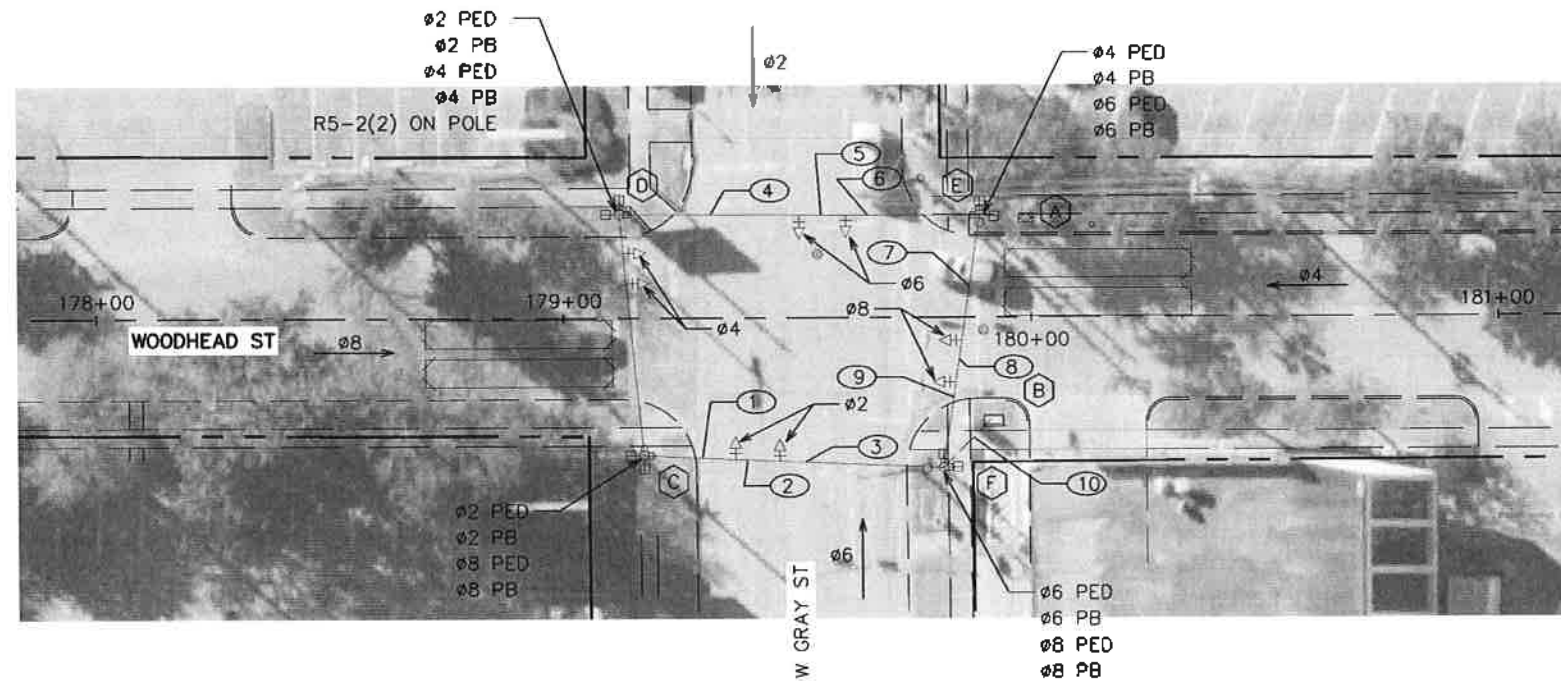 ø2 PED
ø2 PB
ø4 PED
ø4 PB
R5-2(2) ON POLE
ø2
ø4 PED
ø4 PB
ø6 PED
ø6 PB
5
D
4
6
E
A
7
ø6
ø4
178+00
179+00
ø8
180+00
181+00
WOODHEAD ST
ø8
ø4
8
9
B
1
ø2
3
C
2
F
10
ø2 PED
ø2 PB
ø8 PED
ø8 PB
ø6
W GRAY ST
ø6 PED
ø6 PB
ø8 PED
ø8 PB